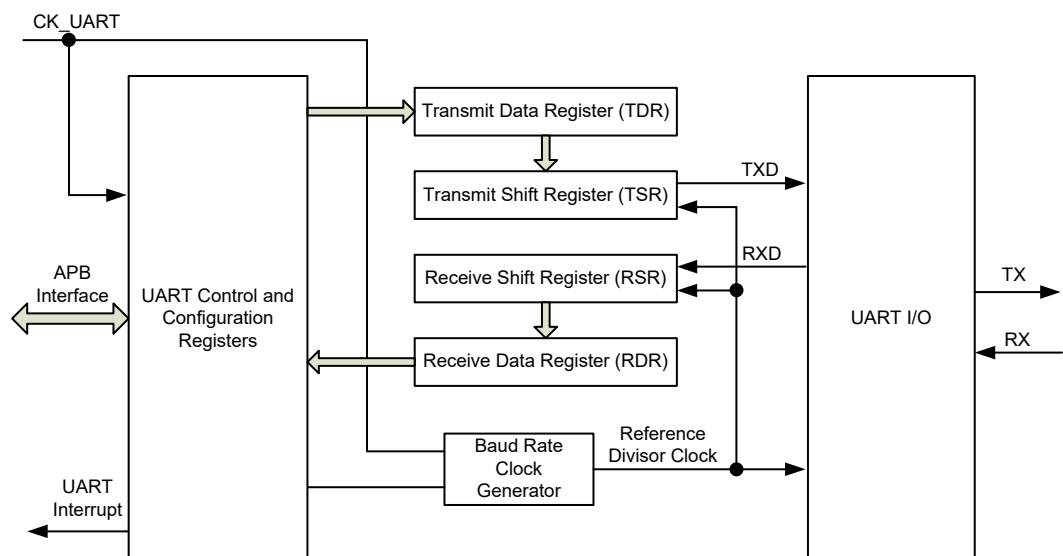 CK_UART
Transmit Data Register (TDR)
Transmit Shift Register (TSR)
TXD
Receive Shift Register (RSR)
RXD
Receive Data Register (RDR)
APB
Interface
UART Control and
Configuration
Registers
UART I/O
TX
RX
Baud Rate
Clock
Generator
Reference
Divisor Clock
UART
Interrupt